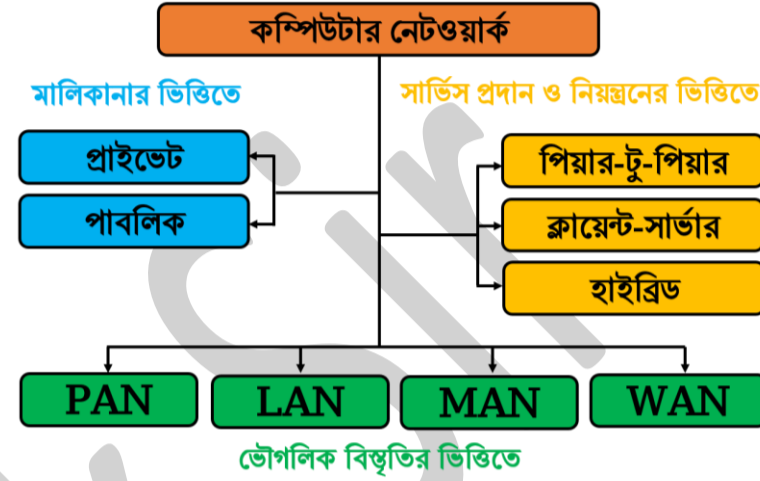 কম্পিউটার নেটওয়ার্ক
মালিকানার ভিত্তিতে
প্রাইভেট
পাবলিক
সার্ভিস প্রদান ও নিয়ন্ত্রনের ভিত্তিতে
পিয়ার-টু-পিয়ার
ক্লায়েন্ট-সার্ভার
হাইব্রিড
PAN LAN MAN WAN
ভৌগলিক বিস্তৃতির ভিত্তিতে